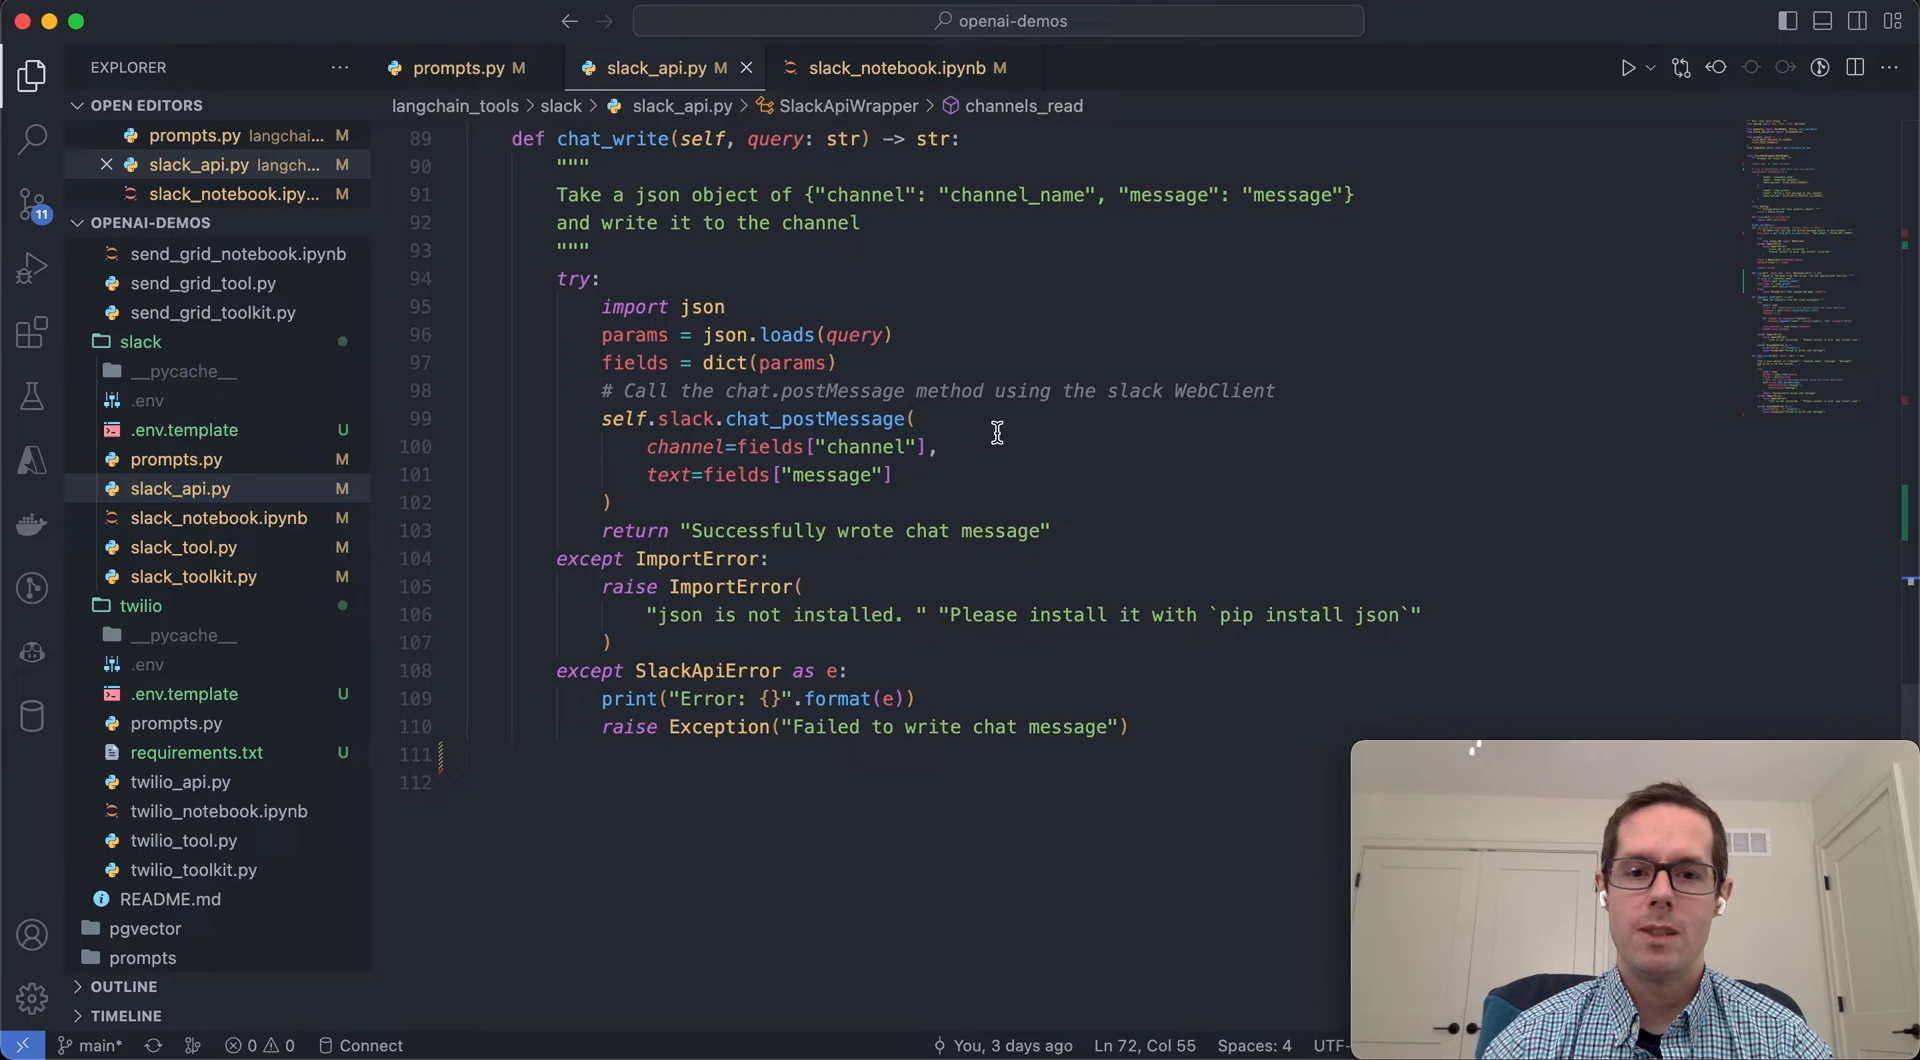 openai-demos
EXPLORER
prompts.py M
slack_api.py M
slack_notebook.ipynb M
OPEN EDITORS
langchain_tools > slack > slack_api.py > SlackApiWrapper > channels_read
prompts.py langchai... M
slack_api.py langch... M
slack_notebook.ipy... M
11
OPENAI-DEMOS
send_grid_notebook.ipynb
send_grid_tool.py
send_grid_toolkit.py
slack
__pycache__
.env
.env.template U
prompts.py M
slack_api.py M
slack_notebook.ipynb M
slack_tool.py M
slack_toolkit.py M
twilio
__pycache__
.env
.env.template U
prompts.py
requirements.txt U
twilio_api.py
twilio_notebook.ipynb
twilio_tool.py
twilio_toolkit.py
README.md
pgvector
prompts
OUTLINE
TIMELINE
89 def chat_write(self, query: str) -> str:
90 """
91 Take a json object of {"channel": "channel_name", "message": "message"}
92 and write it to the channel
93 """
94 try:
95 import json
96 params = json.loads(query)
97 fields = dict(params)
98 # Call the chat.postMessage method using the slack WebClient
99 self.slack.chat_postMessage(
100 channel=fields["channel"],
101 text=fields["message"]
102 )
103 return "Successfully wrote chat message"
104 except ImportError:
105 raise ImportError(
106 "json is not installed. " "Please install it with `pip install json`"
107 )
108 except SlackApiError as e:
109 print("Error: {}".format(e))
110 raise Exception("Failed to write chat message")
111
112
main* 0 0 Connect You, 3 days ago Ln 72, Col 55 Spaces: 4 UTF-